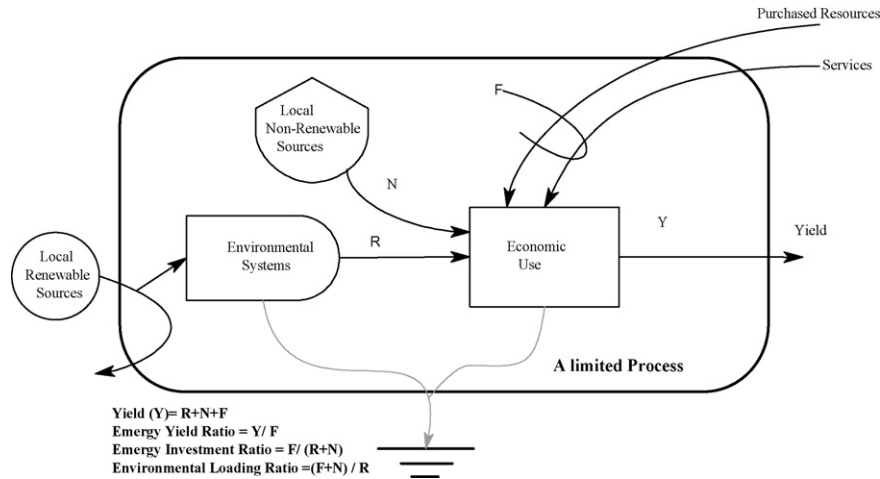 Purchased Resources
Services
F
Local
Non-Renewable
Sources
N
Environmental
Systems
R
Economic
Use
Y
Yield
Local
Renewable
Sources
A limited Process
Yield (Y)= R+N+F
Emergy Yield Ratio = Y/ F
Emergy Investment Ratio = F/ (R+N)
Environmental Loading Ratio =(F+N) / R